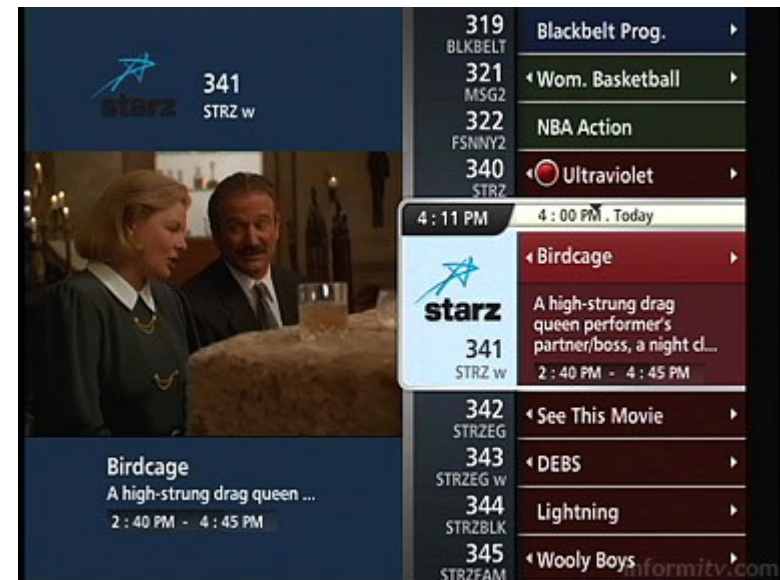 starz
341
STRZ w
Birdcage
A high-strung drag queen ...
2 : 40 PM - 4 : 45 PM
319
BLKBELT
Blackbelt Prog.
321
MSG2
Wom. Basketball
322
FSNNY2
NBA Action
340
STRZ
Ultraviolet
4 : 11 PM
4 : 00 PM . Today
starz
341
STRZ w
Birdcage
A high-strung drag
queen performer's
partner/boss, a night cl...
2 : 40 PM - 4 : 45 PM
342
STRZEG
See This Movie
343
STRZEG w
DEBS
344
STRZBLK
Lightning
345
STRZFAM
Wooly Boys
informitv.com